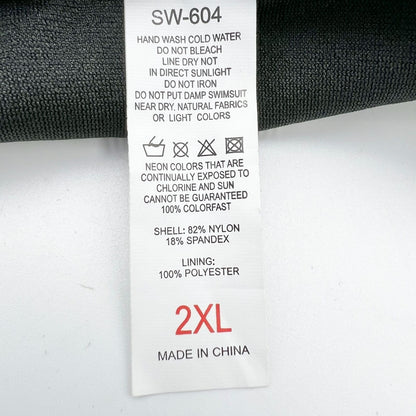 SW-604
HAND WASH COLD WATER
DO NOT BLEACH
LINE DRY NOT
IN DIRECT SUNLIGHT
DO NOT IRON
DO NOT PUT DAMP SWIMSUIT
NEAR DRY, NATURAL FABRICS
OR LIGHT COLORS
NEON COLORS THAT ARE
CONTINUALLY EXPOSED TO
CHLORINE AND SUN
CANNOT BE GUARANTEED
100% COLORFAST
SHELL: 82% NYLON
18% SPANDEX
LINING:
100% POLYESTER
2XL
MADE IN CHINA